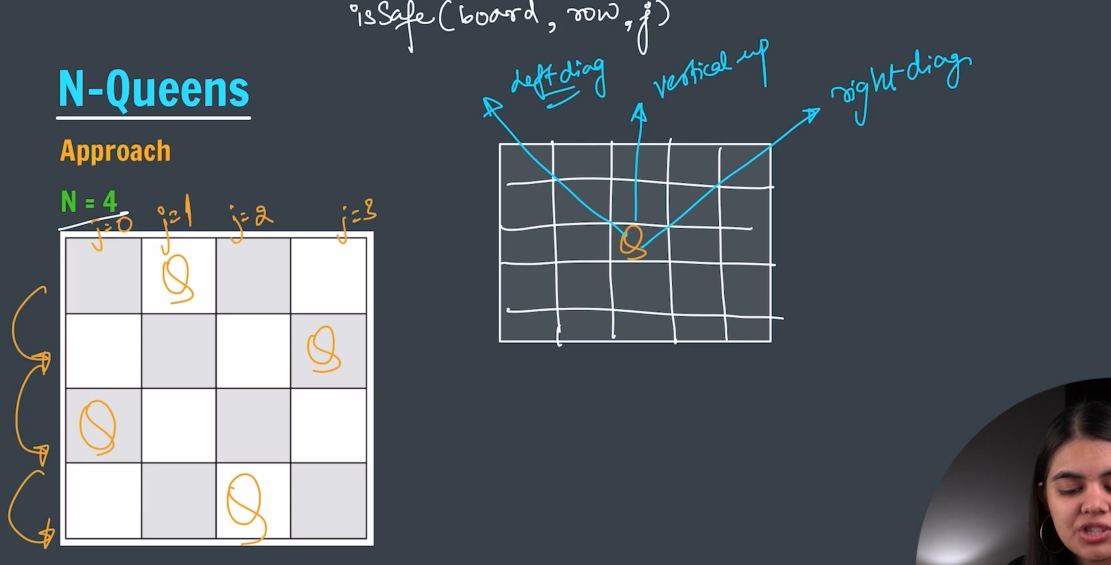 isSafe(board, row, j)
left diag
vertical up
right diag
N-Queens
Approach
N = 4
j=0 j=1 j=2 j=3
Q
Q
Q
Q
Q